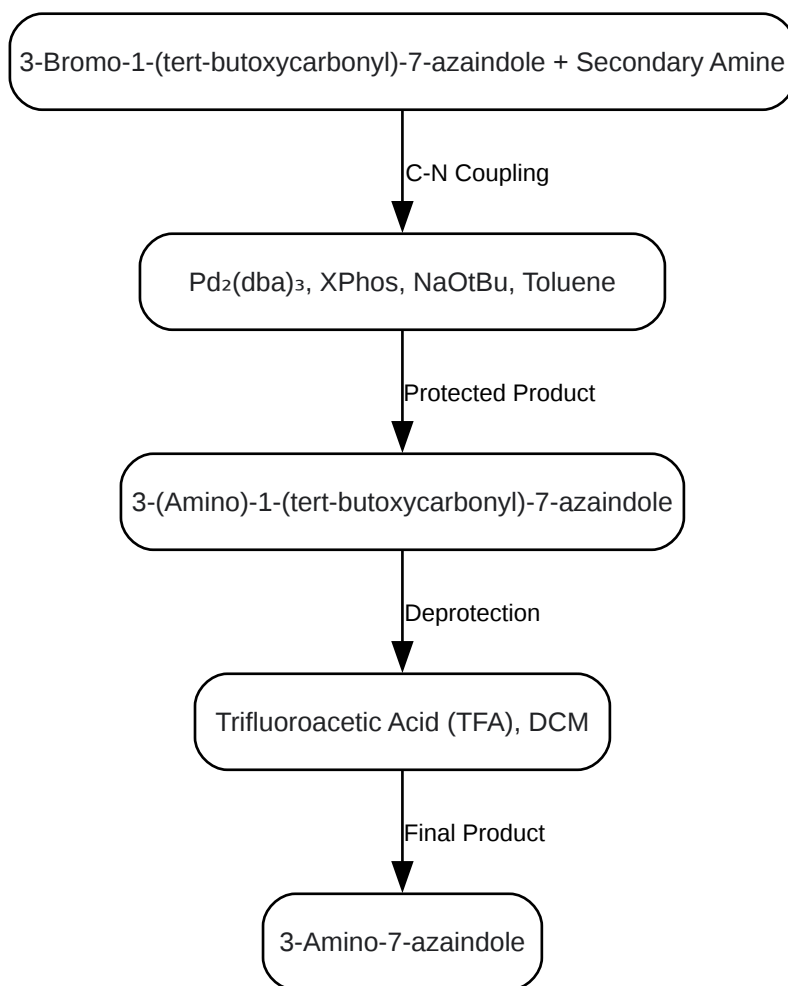 3-Bromo-1-(tert-butoxycarbonyl)-7-azaindole + Secondary Amine
C-N Coupling
Pd₂(dba)₃, XPhos, NaOtBu, Toluene
Protected Product
3-(Amino)-1-(tert-butoxycarbonyl)-7-azaindole
Deprotection
Trifluoroacetic Acid (TFA), DCM
Final Product
3-Amino-7-azaindole